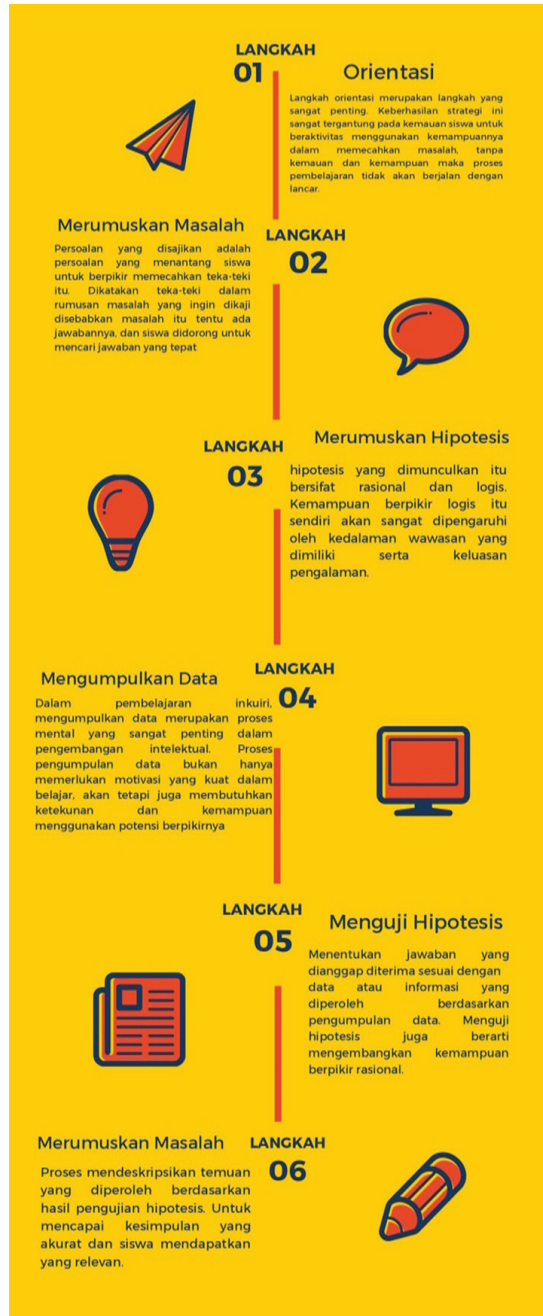 LANGKAH
01
Orientasi
Langkah orientasi merupakan langkah yang
sangat penting. Keberhasilan strategi ini
sangat tergantung pada kemauan siswa untuk
beraktivitas menggunakan kemampuannya
dalam memecahkan masalah, tanpa
kemauan dan kemampuan maka proses
pembelajaran tidak akan berjalan dengan
lancar.
LANGKAH
02
Merumuskan Masalah
Persoalan yang disajikan adalah
persoalan yang menantang siswa
untuk berpikir memecahkan teka-teki
itu. Dikatakan teka-teki dalam
rumusan masalah yang ingin dikaji
disebabkan masalah itu tentu ada
jawabannya, dan siswa didorong untuk
mencari jawaban yang tepat
LANGKAH
03
Merumuskan Hipotesis
hipotesis yang dimunculkan itu
bersifat rasional dan logis.
Kemampuan berpikir logis itu
sendiri akan sangat dipengaruhi
oleh kedalaman wawasan yang
dimiliki serta keluasan
pengalaman.
LANGKAH
04
Mengumpulkan Data
Dalam pembelajaran inkuiri,
mengumpulkan data merupakan proses
mental yang sangat penting dalam
pengembangan intelektual. Proses
pengumpulan data bukan hanya
memerlukan motivasi yang kuat dalam
belajar, akan tetapi juga membutuhkan
ketekunan dan kemampuan
menggunakan potensi berpikirnya
LANGKAH
05
Menguji Hipotesis
Menentukan jawaban yang
dianggap diterima sesuai dengan
data atau informasi yang
diperoleh berdasarkan
pengumpulan data. Menguji
hipotesis juga berarti
mengembangkan kemampuan
berpikir rasional.
LANGKAH
06
Merumuskan Masalah
Proses mendeskripsikan temuan
yang diperoleh berdasarkan
hasil pengujian hipotesis. Untuk
mencapai kesimpulan yang
akurat dan siswa mendapatkan
yang relevan.